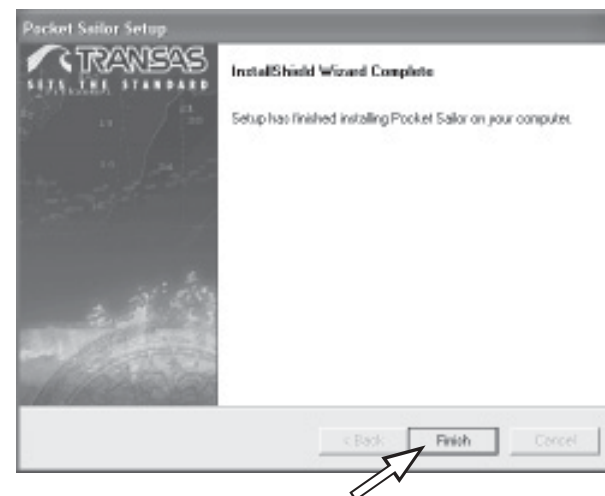 Pocket Sailor Setup
TRANSAS
SETS THE STANDARD
InstallShield Wizard Complete
Setup has finished installing Pocket Sailor on your computer.
< Back
Finish
Cancel